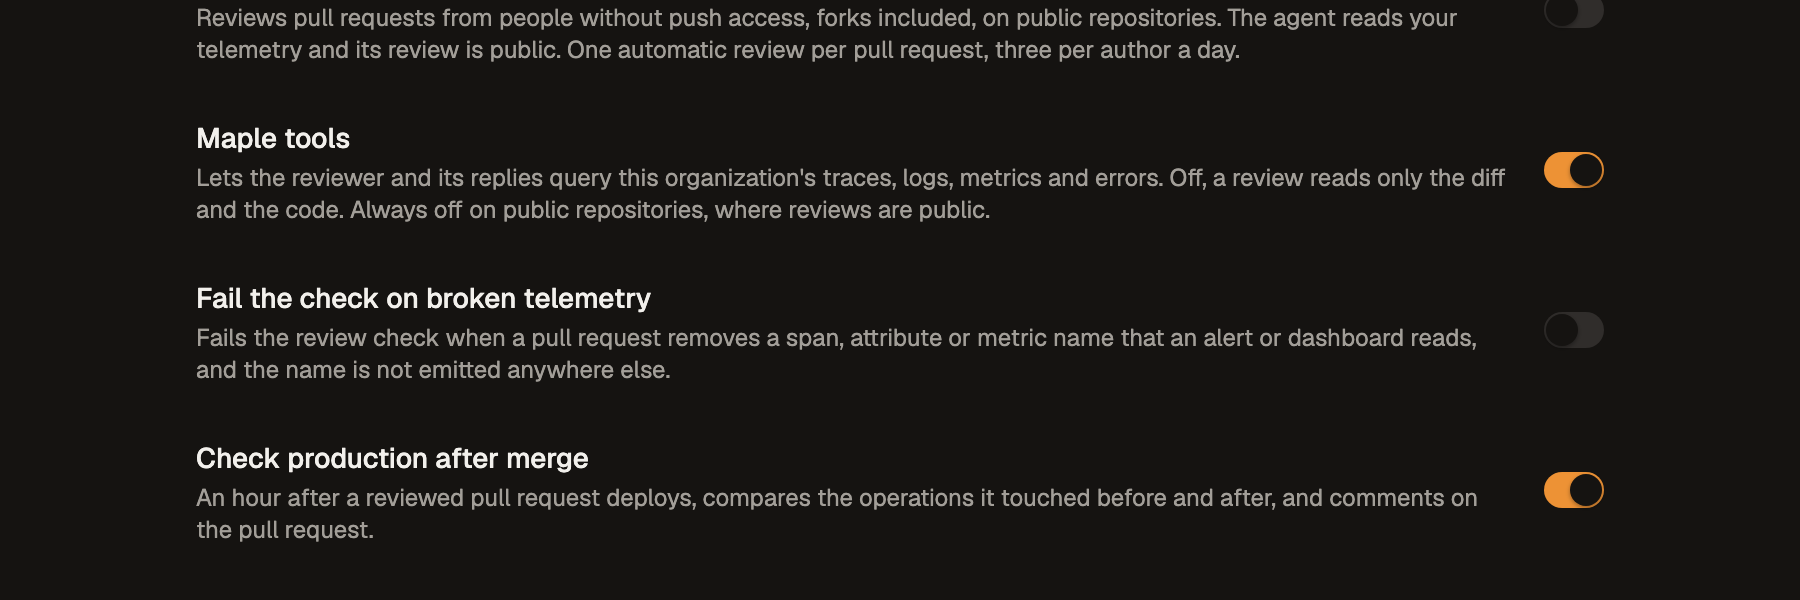 Reviews pull requests from people without push access, forks included, on public repositories. The agent reads your
telemetry and its review is public. One automatic review per pull request, three per author a day.
Maple tools
Lets the reviewer and its replies query this organization's traces, logs, metrics and errors. Off, a review reads only the diff
and the code. Always off on public repositories, where reviews are public.
Fail the check on broken telemetry
Fails the review check when a pull request removes a span, attribute or metric name that an alert or dashboard reads,
and the name is not emitted anywhere else.
Check production after merge
An hour after a reviewed pull request deploys, compares the operations it touched before and after, and comments on
the pull request.